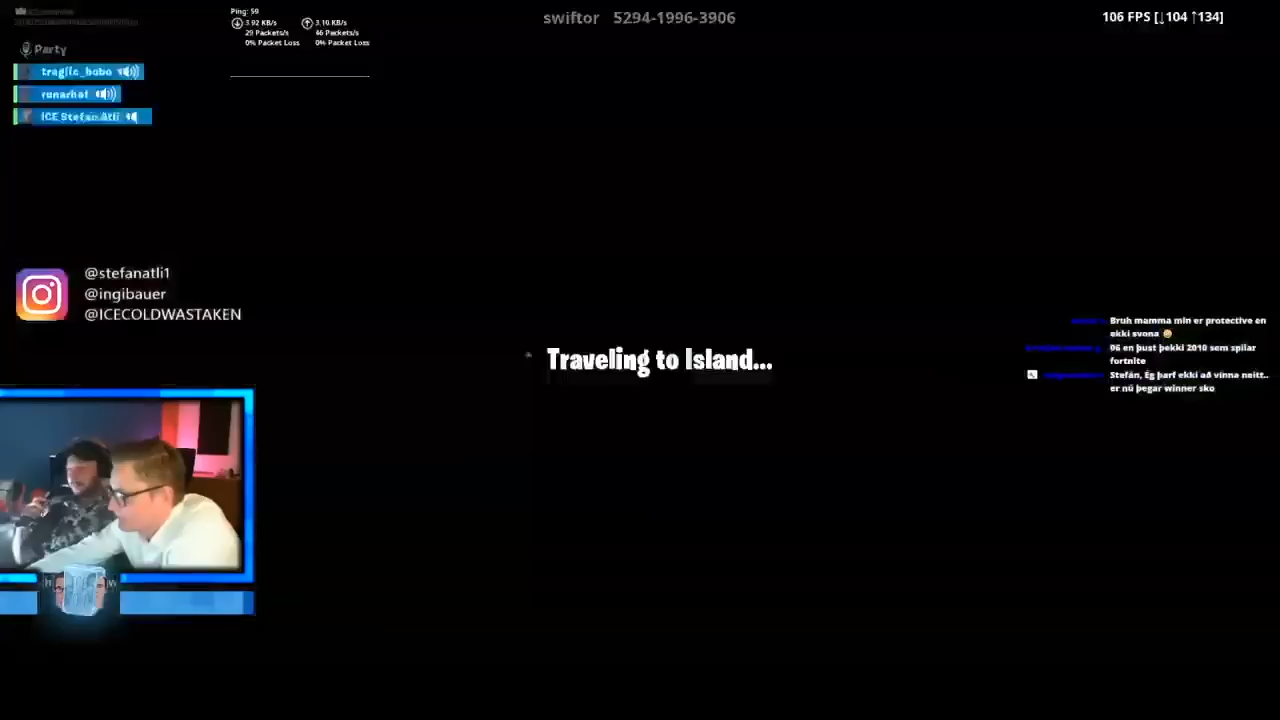 Ping: 59
3.92 KB/s 3.10 KB/s
29 Packets/s 46 Packets/s
0% Packet Loss 0% Packet Loss
swiftor 5294-1996-3906
106 FPS [↓104 ↑134]
Party
runarhof
ICE Stefan Atli
@stefanatli1
@ingibauer
@ICECOLDWASTAKEN
Traveling to Island...
Bruh mamma min er protective en
ekki svona
06 en þust þekki 2010 sem spilar
fortnite
Stefán, Ég þarf ekki að vinna neitt..
er nú þegar winner sko